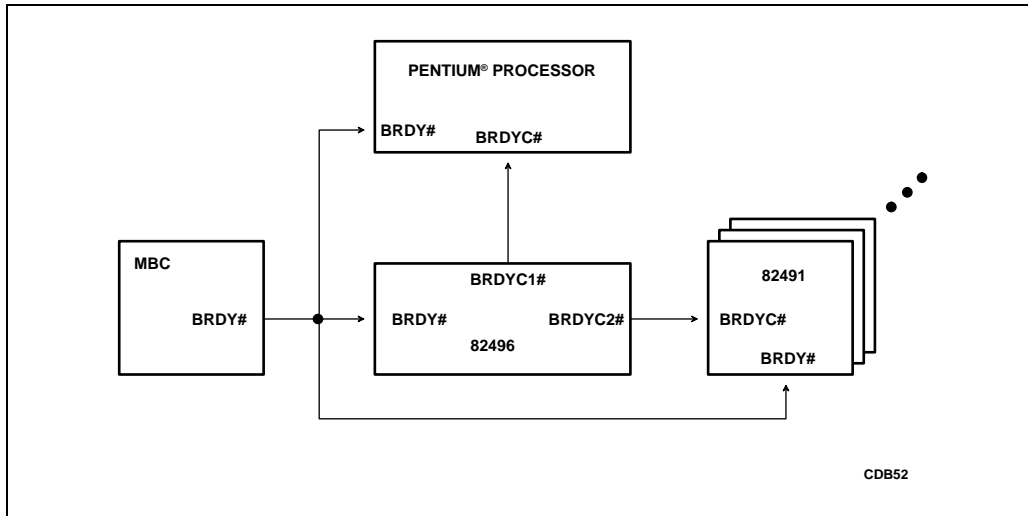 PENTIUM® PROCESSOR
BRDY#
BRDYC#
MBC
BRDY#
BRDYC1#
BRDY#
BRDYC2#
82496
82491
BRDYC#
BRDY#
CDB52